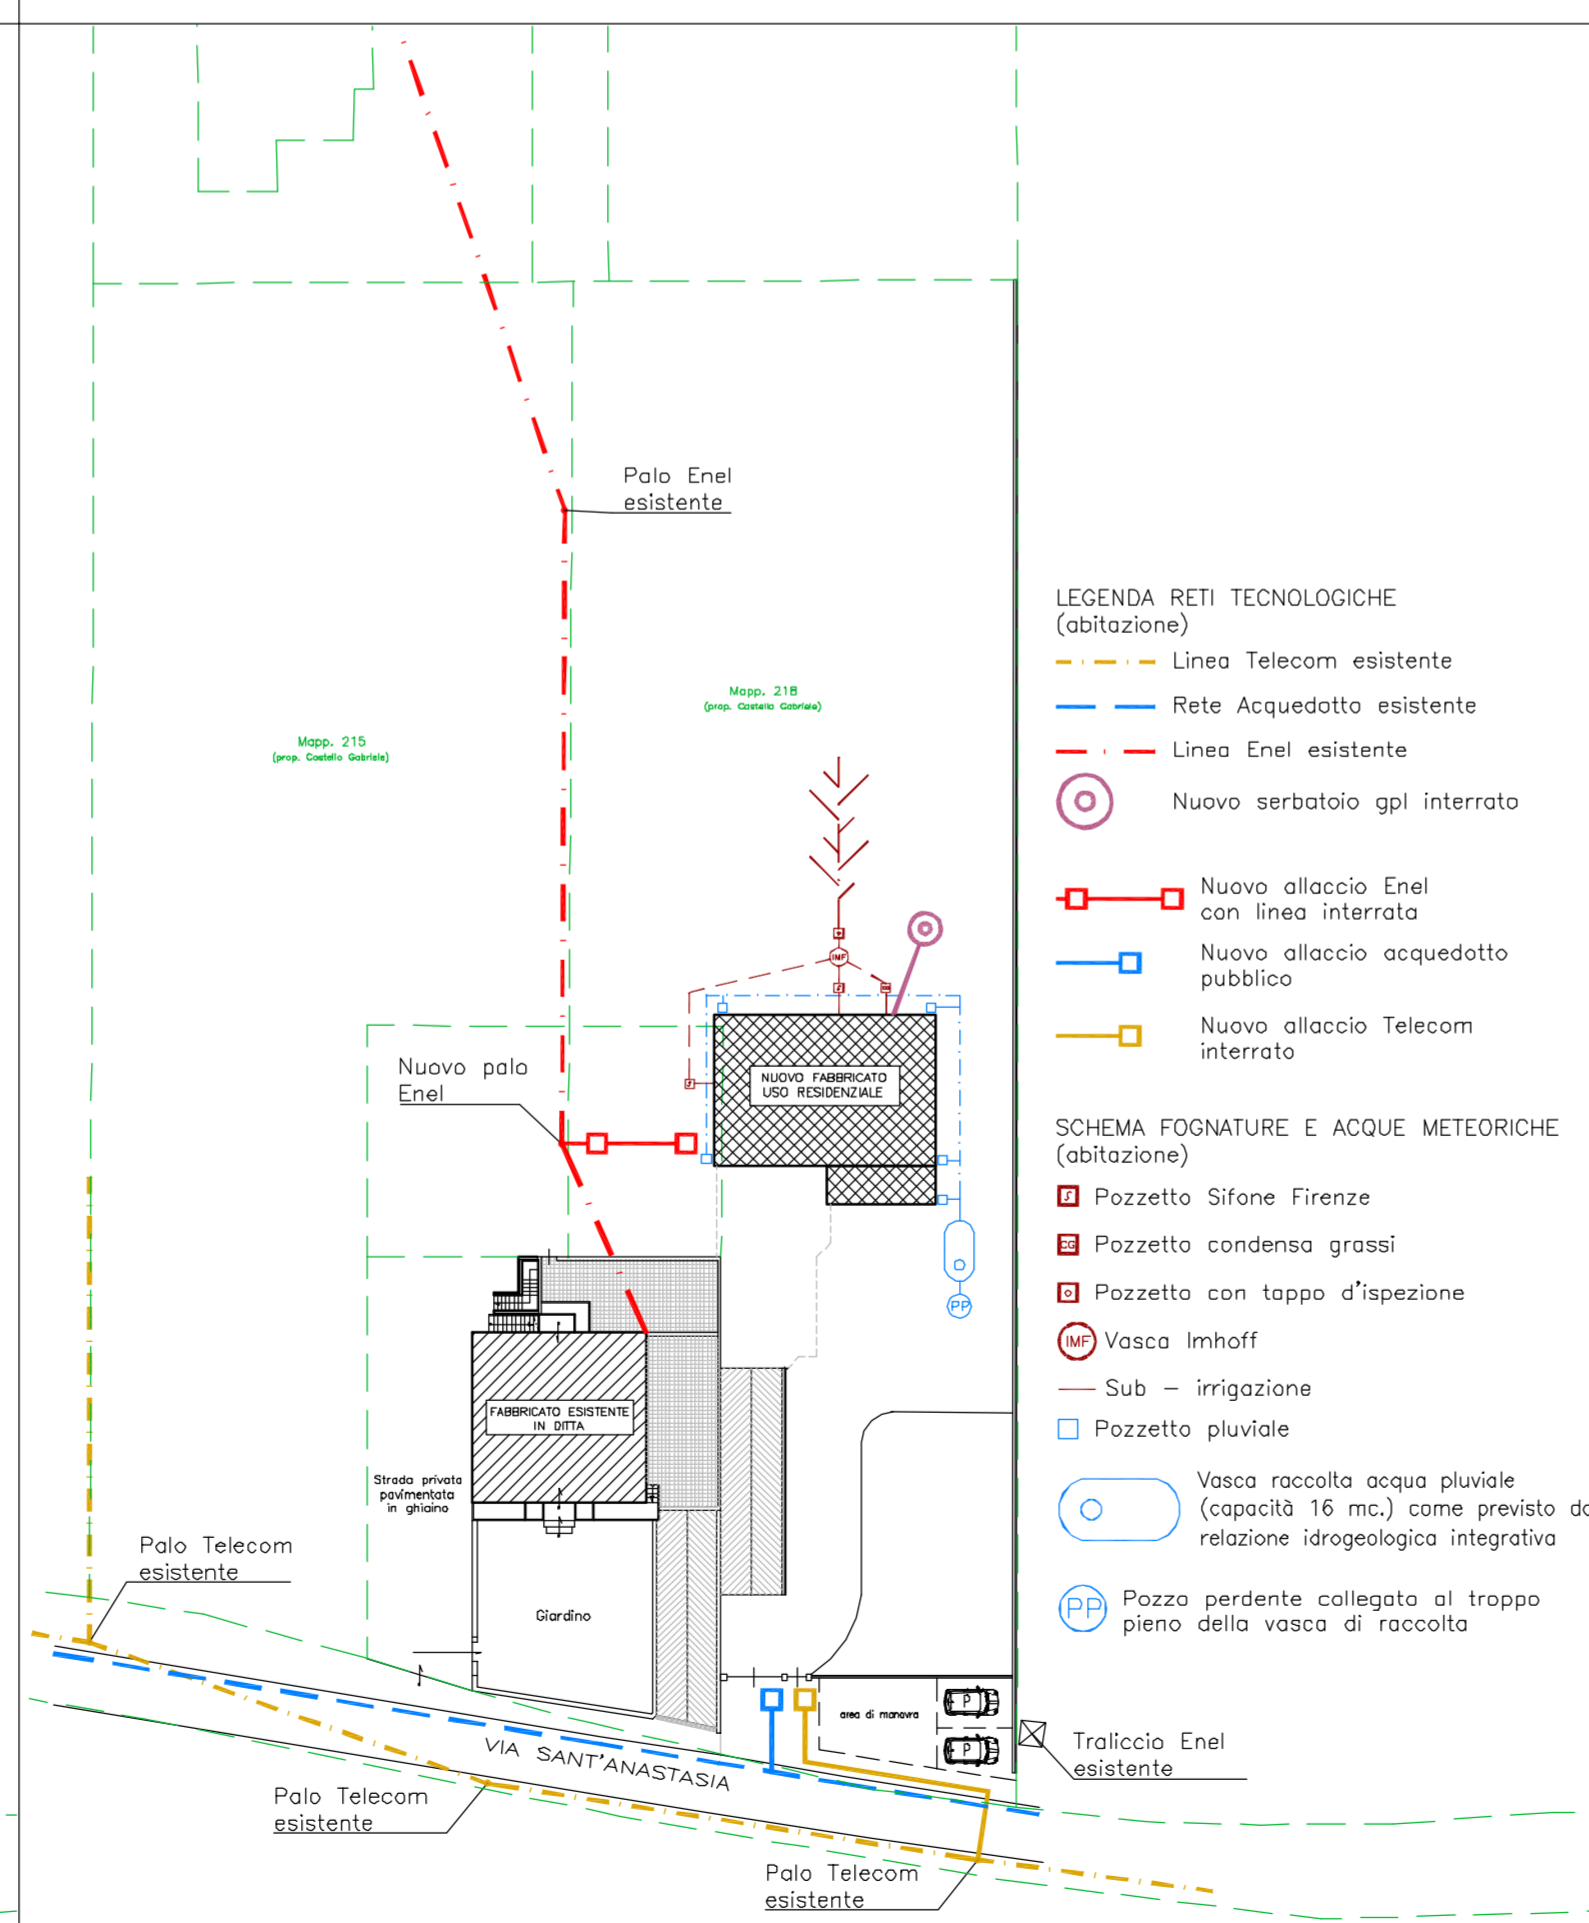 Palo Enel
esistente
Mapp. 218
(prop. Costello Gabriele)
Mapp. 215
(prop. Costello Gabriele)
IMF
CG
NUOVO FABBRICATO
USO RESIDENZIALE
Nuovo palo
Enel
PP
FABBRICATO ESISTENTE
IN DITTA
Strada privata
pavimentata
in ghiaino
Giardino
Palo Telecom
esistente
area di manovra
P
P
VIA SANT'ANASTASIA
Traliccio Enel
esistente
Palo Telecom
esistente
Palo Telecom
esistente
LEGENDA RETI TECNOLOGICHE
(abitazione)
Linea Telecom esistente
Rete Acquedotto esistente
Linea Enel esistente
Nuovo serbatoio gpl interrato
Nuovo allaccio Enel
con linea interrata
Nuovo allaccio acquedotto
pubblico
Nuovo allaccio Telecom
interrato
SCHEMA FOGNATURE E ACQUE METEORICHE
(abitazione)
Pozzetto Sifone Firenze
CG Pozzetto condensa grassi
Pozzetto con tappo d'ispezione
IMF Vasca Imhoff
Sub - irrigazione
Pozzetto pluviale
Vasca raccolta acqua pluviale
(capacità 16 mc.) come previsto da
relazione idrogeologica integrativa
PP Pozzo perdente collegato al troppo
pieno della vasca di raccolta